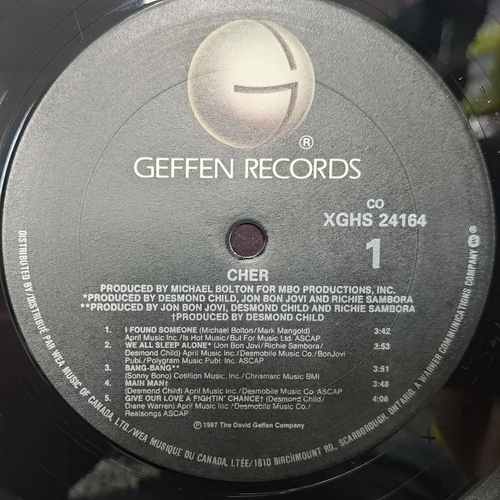 ®
GEFFEN RECORDS
CO
XGHS 24164
1
CHER
PRODUCED BY MICHAEL BOLTON FOR MBO PRODUCTIONS, INC.
*PRODUCED BY DESMOND CHILD, JON BON JOVI AND RICHIE SAMBORA
**PRODUCED BY JON BON JOVI, DESMOND CHILD AND RICHIE SAMBORA
†PRODUCED BY DESMOND CHILD
1. I FOUND SOMEONE (Michael Bolton/Mark Mangold) 3:42
April Music Inc./Is Hot Music/But For Music Ltd. ASCAP
2. WE ALL SLEEP ALONE* (Jon Bon Jovi/Richie Sambora/ 3:53
Desmond Child) April Music Inc./Desmobile Music Co./BonJovi
Pub./Polygram Music Pub. Inc. ASCAP
3. BANG-BANG** 3:51
(Sonny Bono) Cotillion Music Inc./Chrismarc Music BMI
4. MAIN MAN† 3:48
(Desmond Child) April Music Inc./Desmobile Music Co ASCAP
5. GIVE OUR LOVE A FIGHTIN' CHANCE† (Desmond Child/ 4:06
Diane Warren) April Music Inc./Desmobile Music Co./
Realsongs ASCAP
℗ 1987 The David Geffen Company
DISTRIBUTED BY/DISTRIBUÉ PAR WEA MUSIC OF CANADA, LTD./WEA MUSIQUE DU CANADA, LTÉE/1810 BIRCHMOUNT RD., SCARBOROUGH, ONTARIO. A WARNER COMMUNICATIONS COMPANY